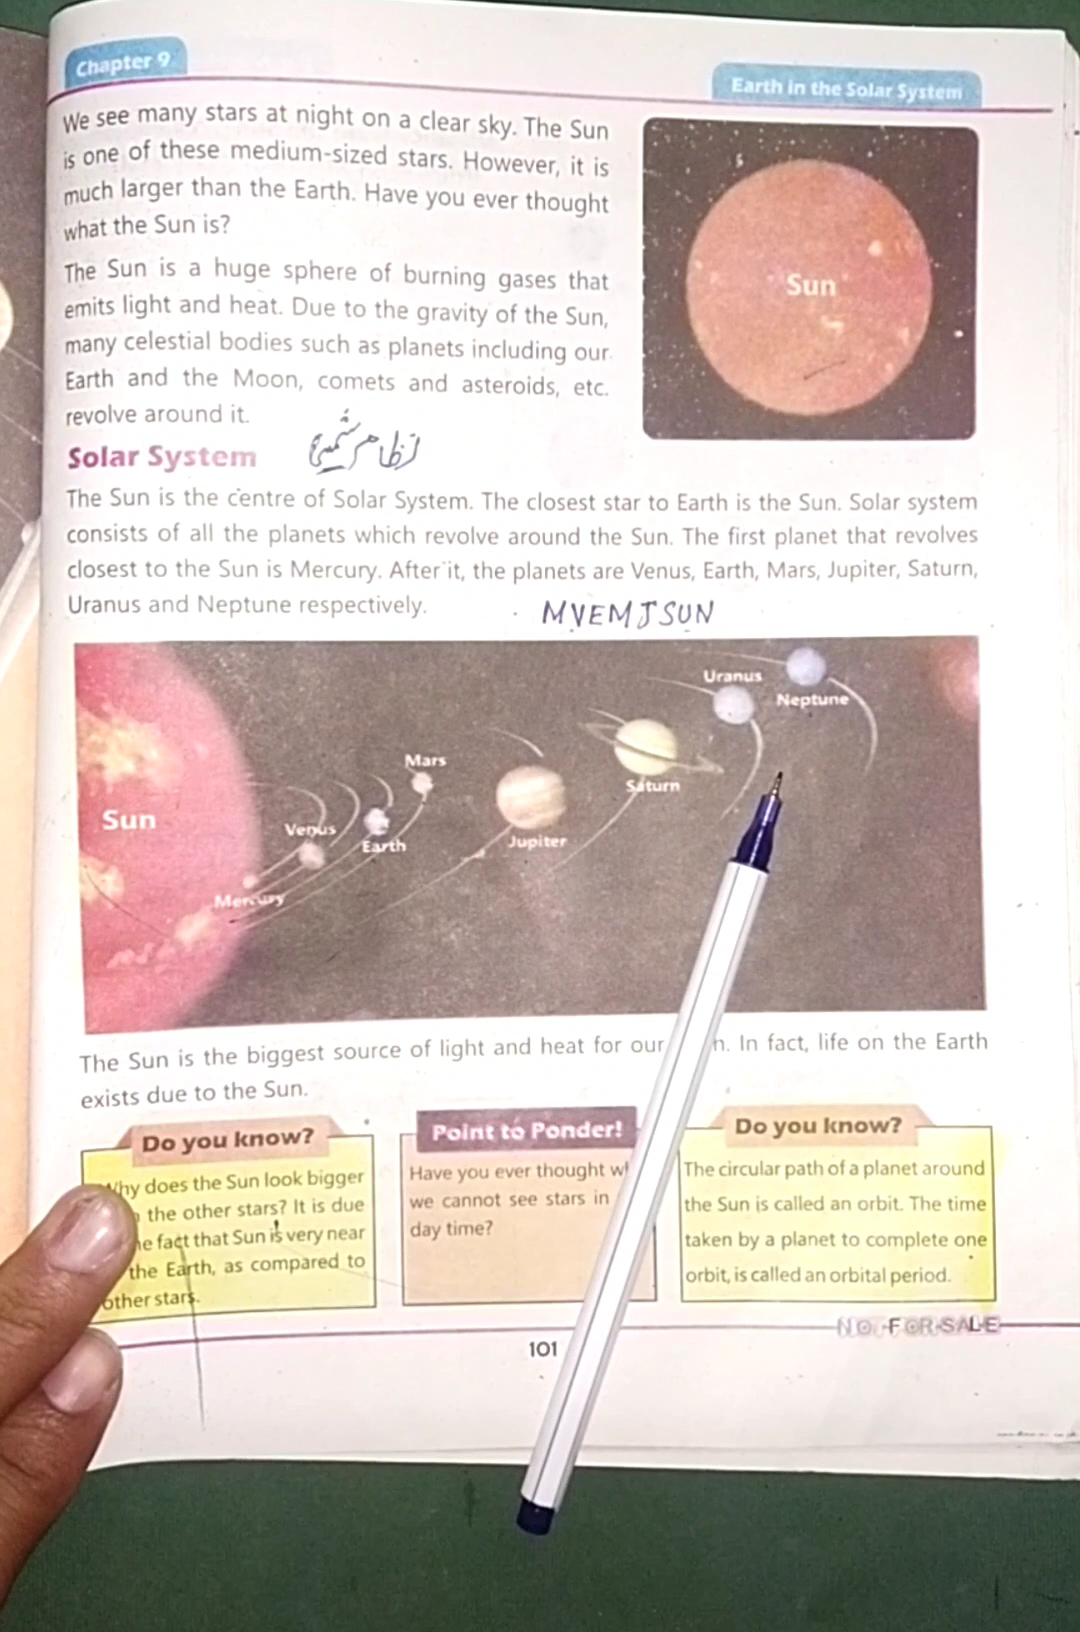 Chapter 9
Earth in the Solar System
We see many stars at night on a clear sky. The Sun
is one of these medium-sized stars. However, it is
much larger than the Earth. Have you ever thought
what the Sun is?
Sun
The Sun is a huge sphere of burning gases that
emits light and heat. Due to the gravity of the Sun,
many celestial bodies such as planets including our
Earth and the Moon, comets and asteroids, etc.
revolve around it.
Solar System
نظام شمسی
The Sun is the centre of Solar System. The closest star to Earth is the Sun. Solar system
consists of all the planets which revolve around the Sun. The first planet that revolves
closest to the Sun is Mercury. After it, the planets are Venus, Earth, Mars, Jupiter, Saturn,
Uranus and Neptune respectively.
MVEMJSUN
Sun
Mercury
Venus
Earth
Mars
Jupiter
Saturn
Uranus
Neptune
The Sun is the biggest source of light and heat for our
. In fact, life on the Earth
exists due to the Sun.
Do you know?
Why does the Sun look bigger
the other stars? It is due
fact that Sun is very near
the Earth, as compared to
other stars.
Point to Ponder!
Have you ever thought
we cannot see stars in
day time?
Do you know?
The circular path of a planet around
the Sun is called an orbit. The time
taken by a planet to complete one
orbit, is called an orbital period.
101
NO FOR SALE